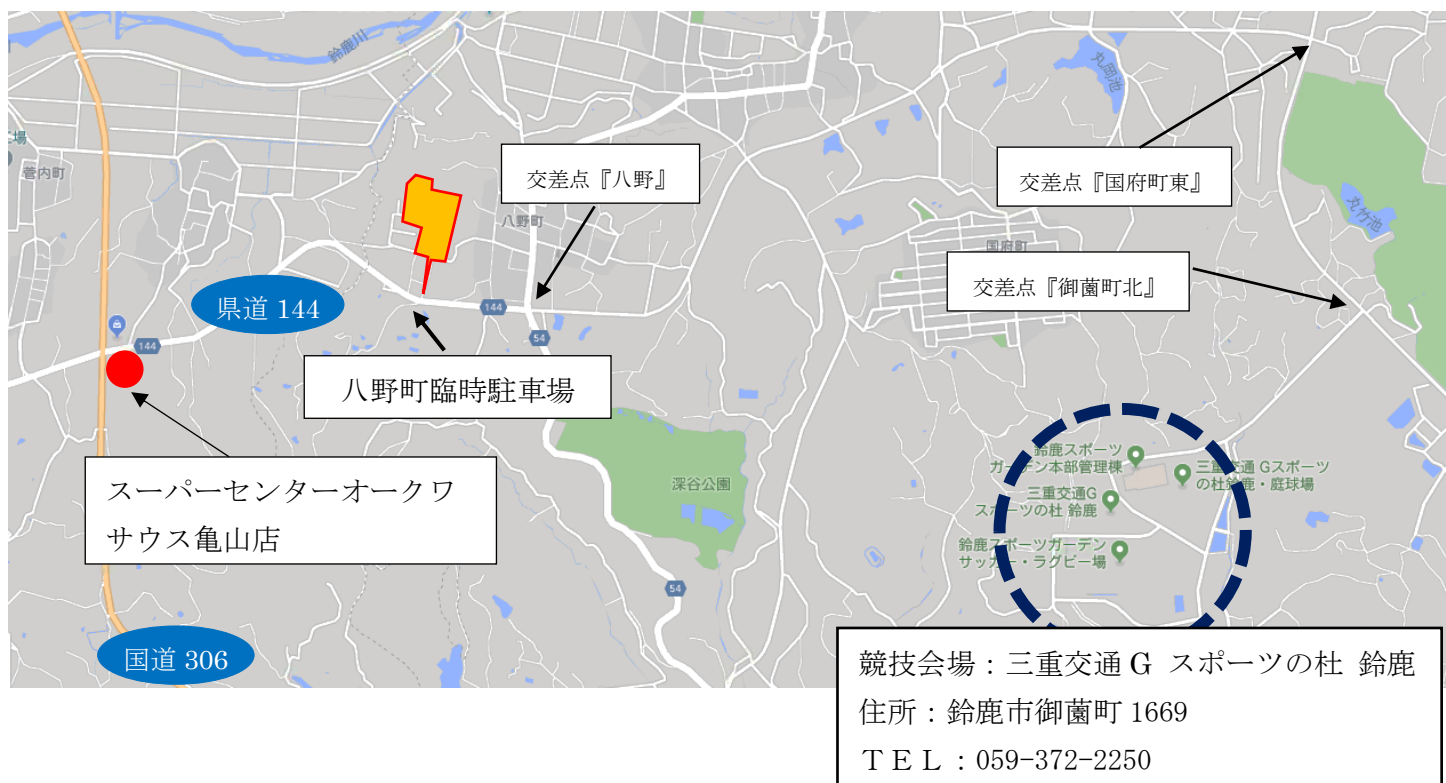 鈴鹿川
丸岡池
工場
菅内町
交差点『八野』
八野町
交差点『国府町東』
丸竹池
国府町
交差点『御薗町北』
県道 144
144
54
144
八野町臨時駐車場
スーパーセンターオークワ
サウス亀山店
深谷公園
54
鈴鹿スポーツ
ガーデン本部管理棟
三重交通 Gスポーツ
の杜鈴鹿・庭球場
三重交通G
スポーツの杜 鈴鹿
鈴鹿スポーツガーデン
サッカー・ラグビー場
国道 306
競技会場：三重交通 G スポーツの杜 鈴鹿
住所：鈴鹿市御薗町 1669
ＴＥＬ：059-372-2250